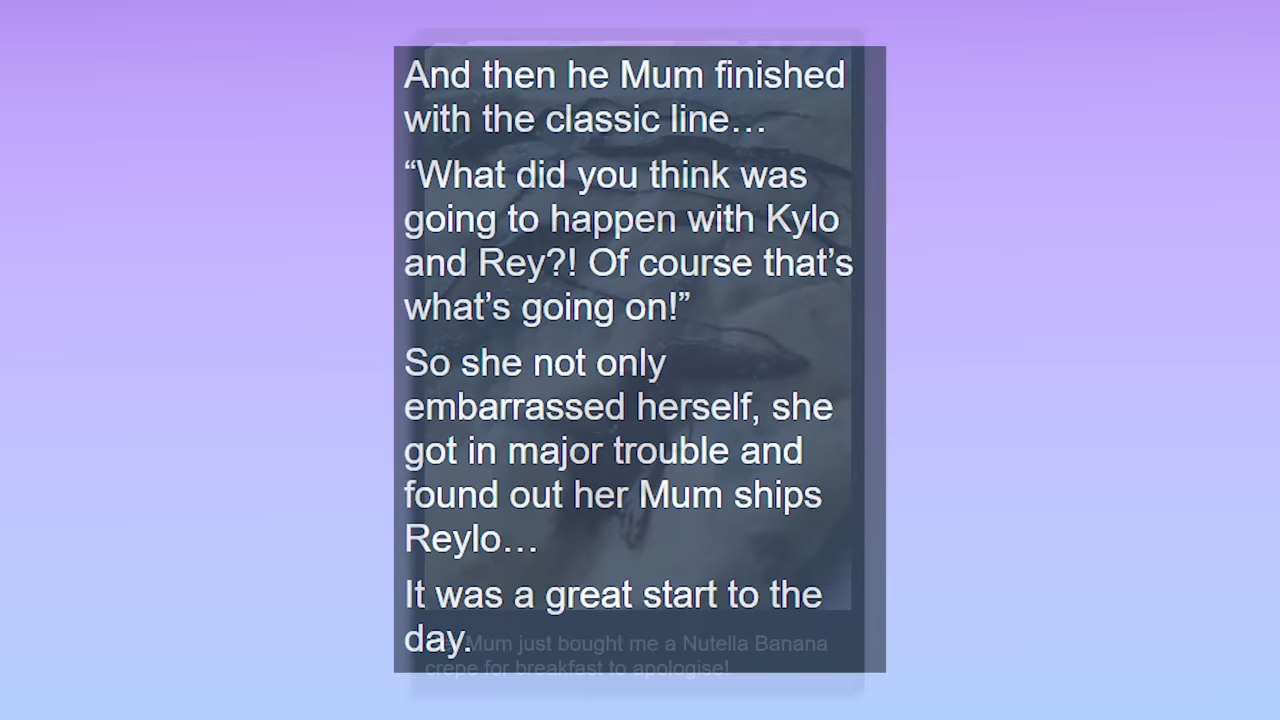 And then he Mum finished
with the classic line…
“What did you think was
going to happen with Kylo
and Rey?! Of course that’s
what’s going on!”
So she not only
embarrassed herself, she
got in major trouble and
found out her Mum ships
Reylo…
It was a great start to the
day.
Mum just bought me a Nutella Banana
crepe for breakfast to apologise!